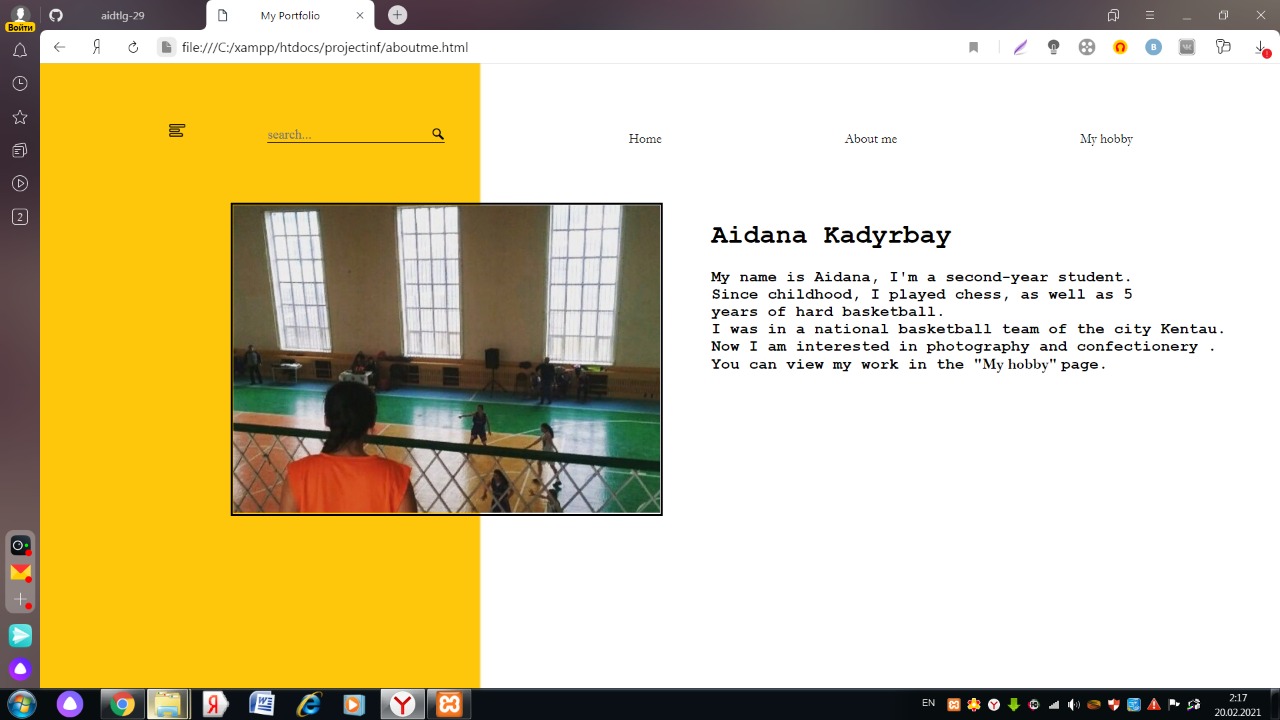 aidtlg-29
My Portfolio
Войти
file:///C:/xampp/htdocs/projectinf/aboutme.html
search...
Home
About me
My hobby
2
Aidana Kadyrbay
My name is Aidana, I'm a second-year student.
Since childhood, I played chess, as well as 5
years of hard basketball.
I was in a national basketball team of the city Kentau.
Now I am interested in photography and confectionery .
You can view my work in the "My hobby" page.
EN
2:17
20.02.2021